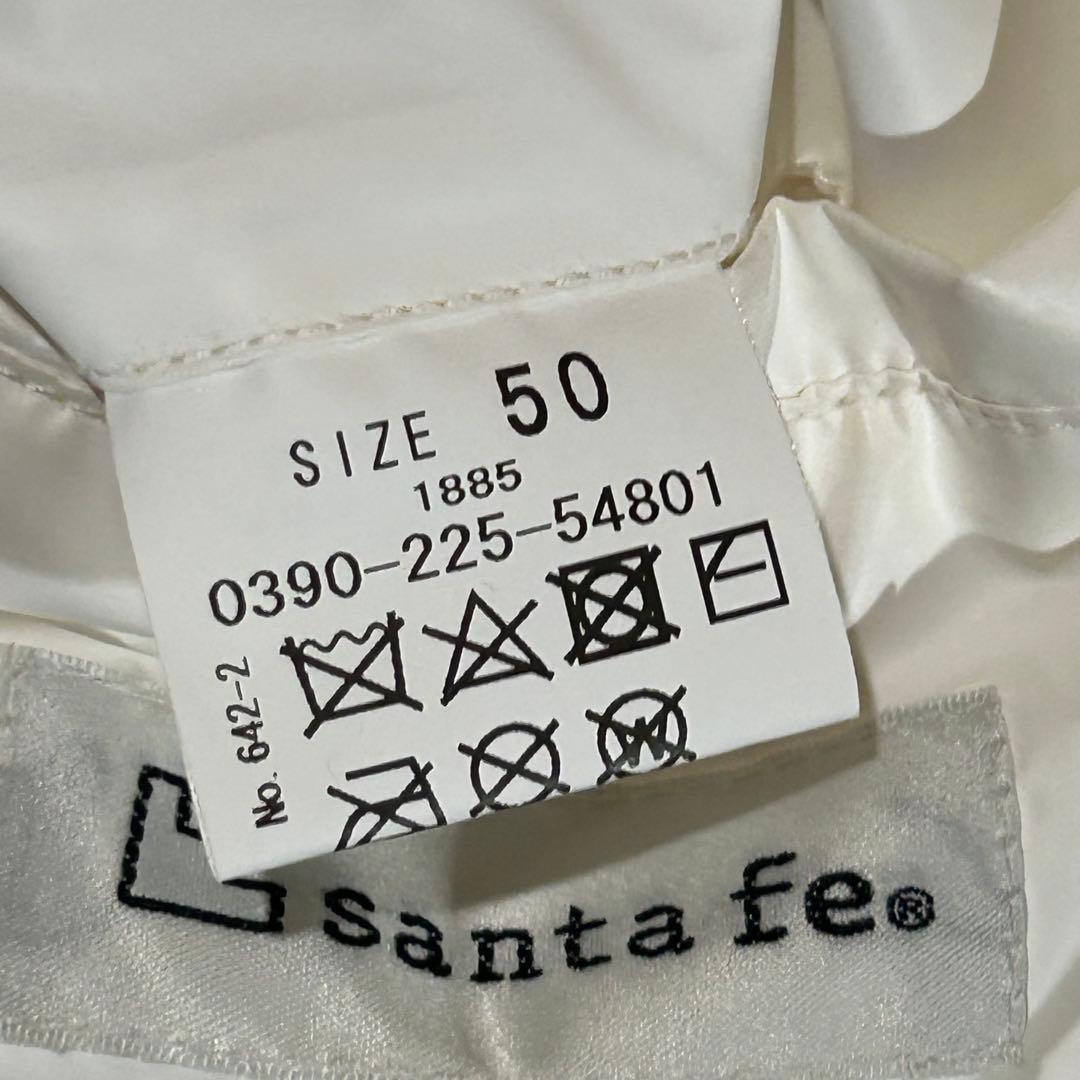 SIZE 50
1885
0390-225-54801
No. 642-2
W
santa fe®